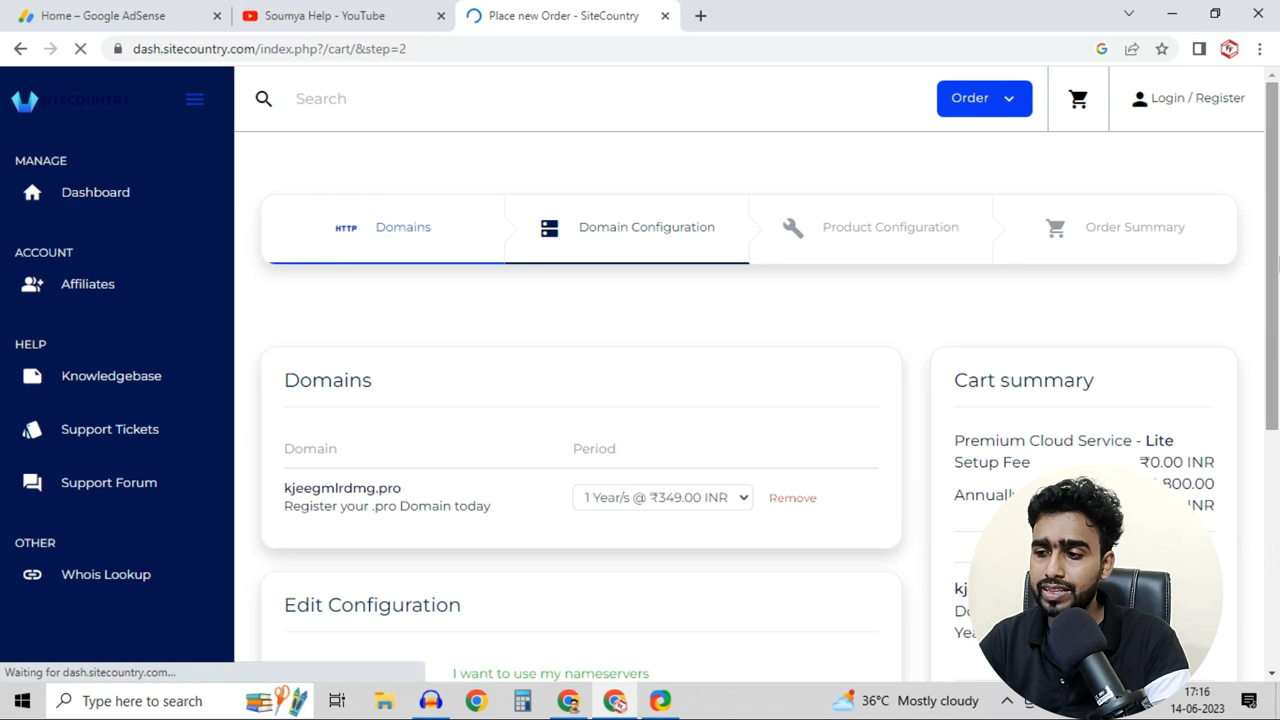 Home – Google AdSense
Soumya Help - YouTube
Place new Order - SiteCountry
dash.sitecountry.com/index.php?/cart/&step=2
SITECOUNTRY
Search
Order
Login / Register
MANAGE
Dashboard
ACCOUNT
Affiliates
HELP
Knowledgebase
Support Tickets
Support Forum
OTHER
Whois Lookup
HTTP Domains
Domain Configuration
Product Configuration
Order Summary
Domains
Domain Period
kjeegmlrdmg.pro
Register your .pro Domain today
1 Year/s @ ₹349.00 INR
Remove
Edit Configuration
I want to use my nameservers
Cart summary
Premium Cloud Service - Lite
Setup Fee ₹0.00 INR
800.00
INR
Waiting for dash.sitecountry.com...
Type here to search
36°C Mostly cloudy
17:16
14-06-2023